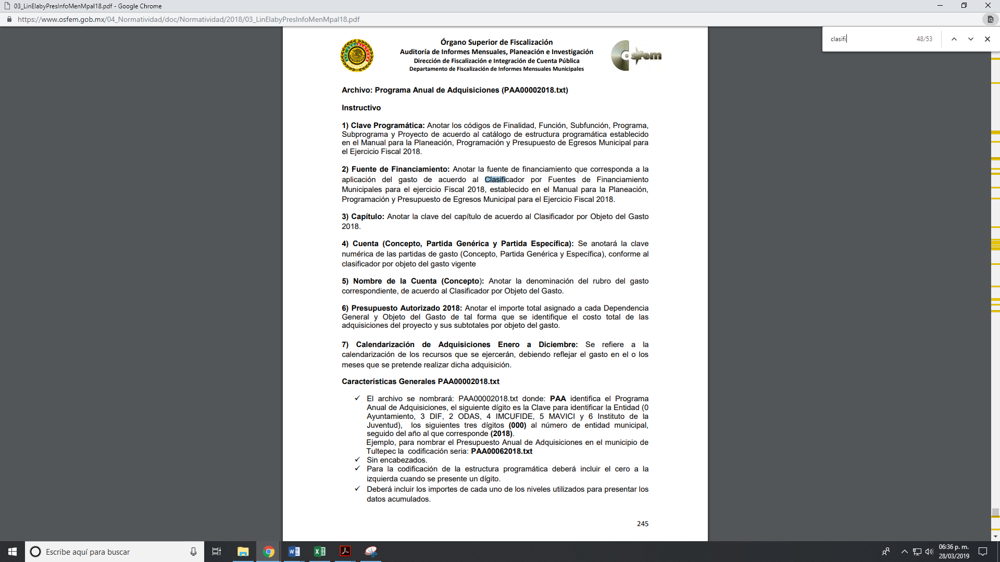 03_LinElabyPresInfoMenMpal18.pdf - Google Chrome
https://www.osfem.gob.mx/04_Normatividad/doc/Normatividad/2018/03_LinElabyPresInfoMenMpal18.pdf
clasifi 48/53
Órgano Superior de Fiscalización
Auditoría de Informes Mensuales, Planeación e Investigación
Dirección de Fiscalización e Integración de Cuenta Pública
Departamento de Fiscalización de Informes Mensuales Municipales
osfem
Archivo: Programa Anual de Adquisiciones (PAA00002018.txt)
Instructivo
1) Clave Programática: Anotar los códigos de Finalidad, Función, Subfunción, Programa,
Subprograma y Proyecto de acuerdo al catálogo de estructura programática establecido
en el Manual para la Planeación, Programación y Presupuesto de Egresos Municipal para
el Ejercicio Fiscal 2018.
2) Fuente de Financiamiento: Anotar la fuente de financiamiento que corresponda a la
aplicación del gasto de acuerdo al Clasificador por Fuentes de Financiamiento
Municipales para el ejercicio Fiscal 2018, establecido en el Manual para la Planeación,
Programación y Presupuesto de Egresos Municipal para el Ejercicio Fiscal 2018.
3) Capítulo: Anotar la clave del capítulo de acuerdo al Clasificador por Objeto del Gasto
2018.
4) Cuenta (Concepto, Partida Genérica y Partida Específica): Se anotará la clave
numérica de las partidas de gasto (Concepto, Partida Genérica y Específica), conforme al
clasificador por objeto del gasto vigente
5) Nombre de la Cuenta (Concepto): Anotar la denominación del rubro del gasto
correspondiente, de acuerdo al Clasificador por Objeto del Gasto.
6) Presupuesto Autorizado 2018: Anotar el importe total asignado a cada Dependencia
General y Objeto del Gasto de tal forma que se identifique el costo total de las
adquisiciones del proyecto y sus subtotales por objeto del gasto.
7) Calendarización de Adquisiciones Enero a Diciembre: Se refiere a la
calendarización de los recursos que se ejercerán, debiendo reflejar el gasto en el o los
meses que se pretende realizar dicha adquisición.
Características Generales PAA00002018.txt
✓ El archivo se nombrará: PAA00002018.txt donde: PAA identifica el Programa
Anual de Adquisiciones, el siguiente dígito es la Clave para identificar la Entidad (0
Ayuntamiento, 3 DIF, 2 ODAS, 4 IMCUFIDE, 5 MAVICI y 6 Instituto de la
Juventud), los siguientes tres dígitos (000) al número de entidad municipal,
seguido del año al que corresponde (2018).
Ejemplo, para nombrar el Presupuesto Anual de Adquisiciones en el municipio de
Tultepec la codificación seria: PAA00062018.txt
✓ Sin encabezados.
✓ Para la codificación de la estructura programática deberá incluir el cero a la
izquierda cuando se presente un dígito.
✓ Deberá incluir los importes de cada uno de los niveles utilizados para presentar los
datos acumulados.
245
Escribe aquí para buscar
06:36 p. m.
28/03/2019